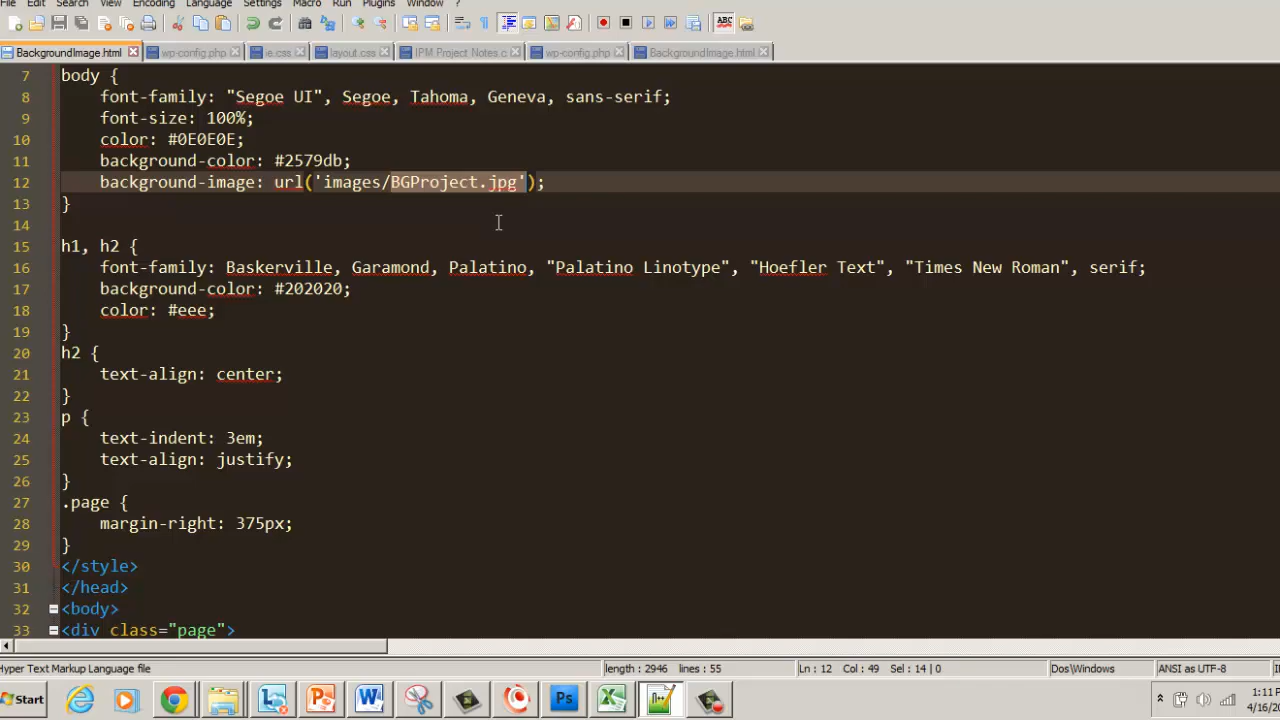 File Edit Search View Encoding Language Settings Macro Run Plugins Window ?
ABC
BackgroundImage.html wp-config.php ie.css layout.css IPM Project Notes.c wp-config.php BackgroundImage.html
7 body {
8 font-family: "Segoe UI", Segoe, Tahoma, Geneva, sans-serif;
9 font-size: 100%;
10 color: #0E0E0E;
11 background-color: #2579db;
12 background-image: url('images/BGProject.jpg');
13 }
14
15 h1, h2 {
16 font-family: Baskerville, Garamond, Palatino, "Palatino Linotype", "Hoefler Text", "Times New Roman", serif;
17 background-color: #202020;
18 color: #eee;
19 }
20 h2 {
21 text-align: center;
22 }
23 p {
24 text-indent: 3em;
25 text-align: justify;
26 }
27 .page {
28 margin-right: 375px;
29 }
30 </style>
31 </head>
32 <body>
33 <div class="page">
Hyper Text Markup Language file length : 2946 lines : 55 Ln : 12 Col : 49 Sel : 14 | 0 Dos\Windows ANSI as UTF-8
Start Ps 1:11 P
4/16/20